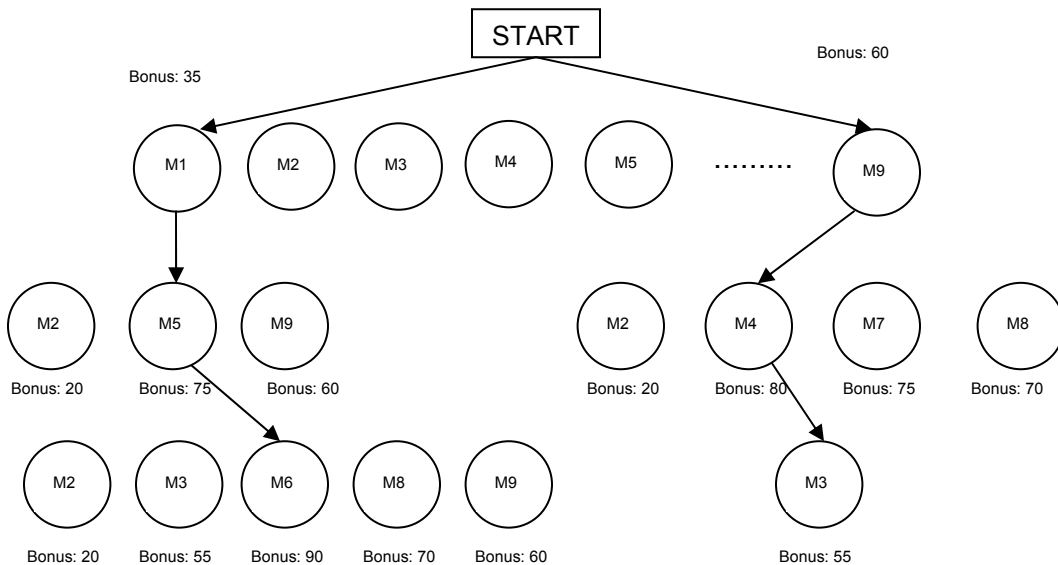 START
Bonus: 35
Bonus: 60
M1 M2 M3 M4 M5 ......... M9
M2 M5 M9 M2 M4 M7 M8
Bonus: 20 Bonus: 75 Bonus: 60 Bonus: 20 Bonus: 80 Bonus: 75 Bonus: 70
M2 M3 M6 M8 M9 M3
Bonus: 20 Bonus: 55 Bonus: 90 Bonus: 70 Bonus: 60 Bonus: 55